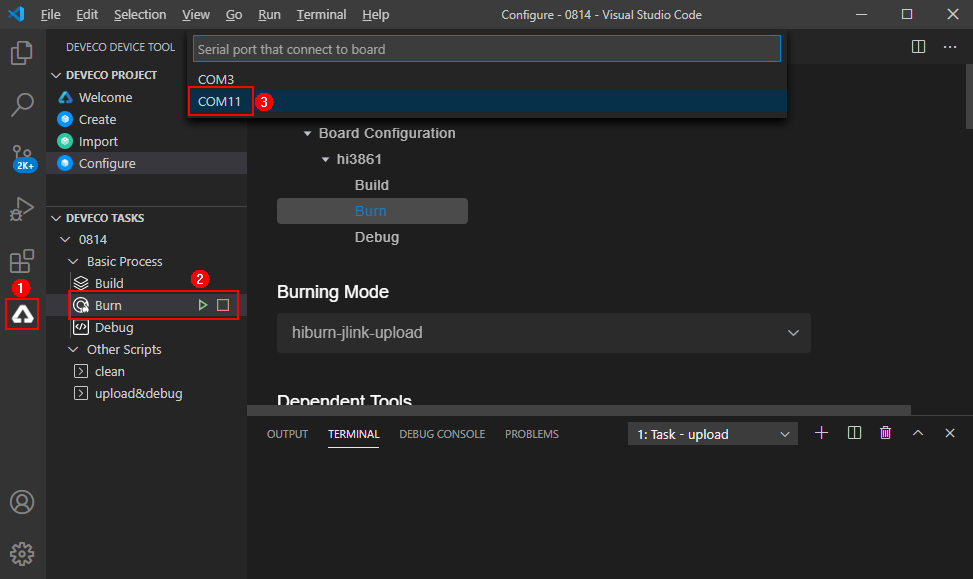 File Edit Selection View Go Run Terminal Help Configure - 0814 - Visual Studio Code
DEVECO DEVICE TOOL
Serial port that connect to board
COM3
COM11 3
DEVECO PROJECT
Welcome
Create
Import
Configure
2K+
Board Configuration
hi3861
Build
Burn
Debug
DEVECO TASKS
0814
Basic Process
Build 2
1
Burn
Debug
Other Scripts
clean
upload&debug
Burning Mode
hiburn-jlink-upload
Dependent Tools
OUTPUT TERMINAL DEBUG CONSOLE PROBLEMS 1: Task - upload